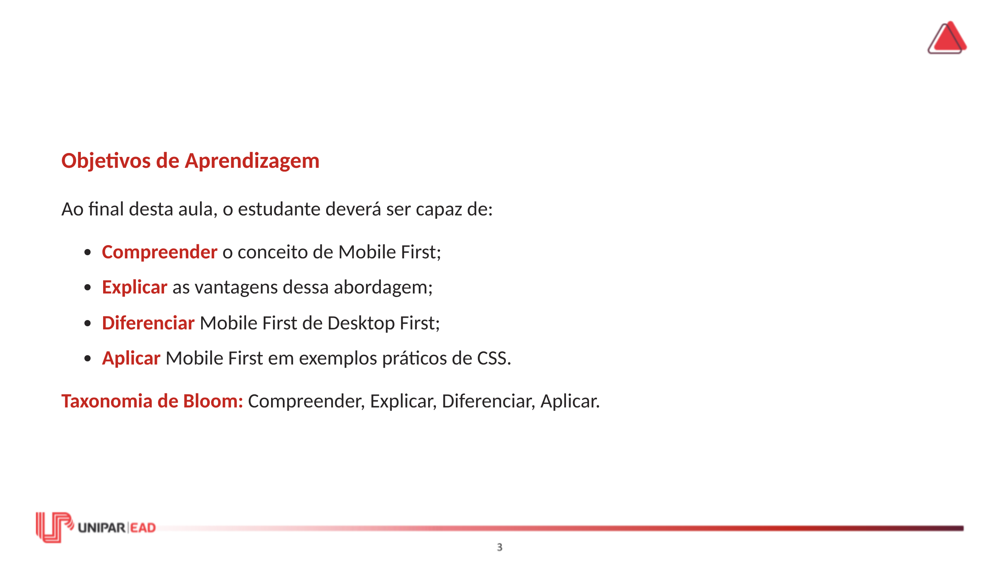 Objetivos de Aprendizagem
Ao final desta aula, o estudante deverá ser capaz de:
• Compreender o conceito de Mobile First;
• Explicar as vantagens dessa abordagem;
• Diferenciar Mobile First de Desktop First;
• Aplicar Mobile First em exemplos práticos de CSS.
Taxonomia de Bloom: Compreender, Explicar, Diferenciar, Aplicar.
UNIPAR|EAD
3